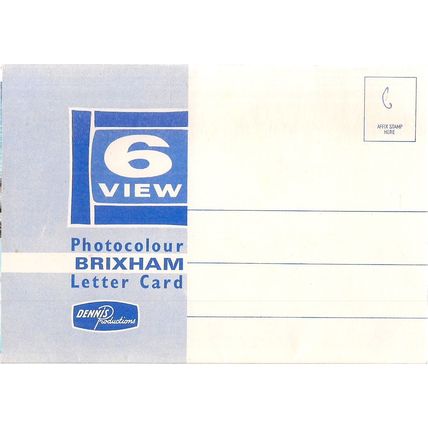 6
VIEW
Photocolour
BRIXHAM
Letter Card
DENNIS
Productions
AFFIX STAMP
HERE